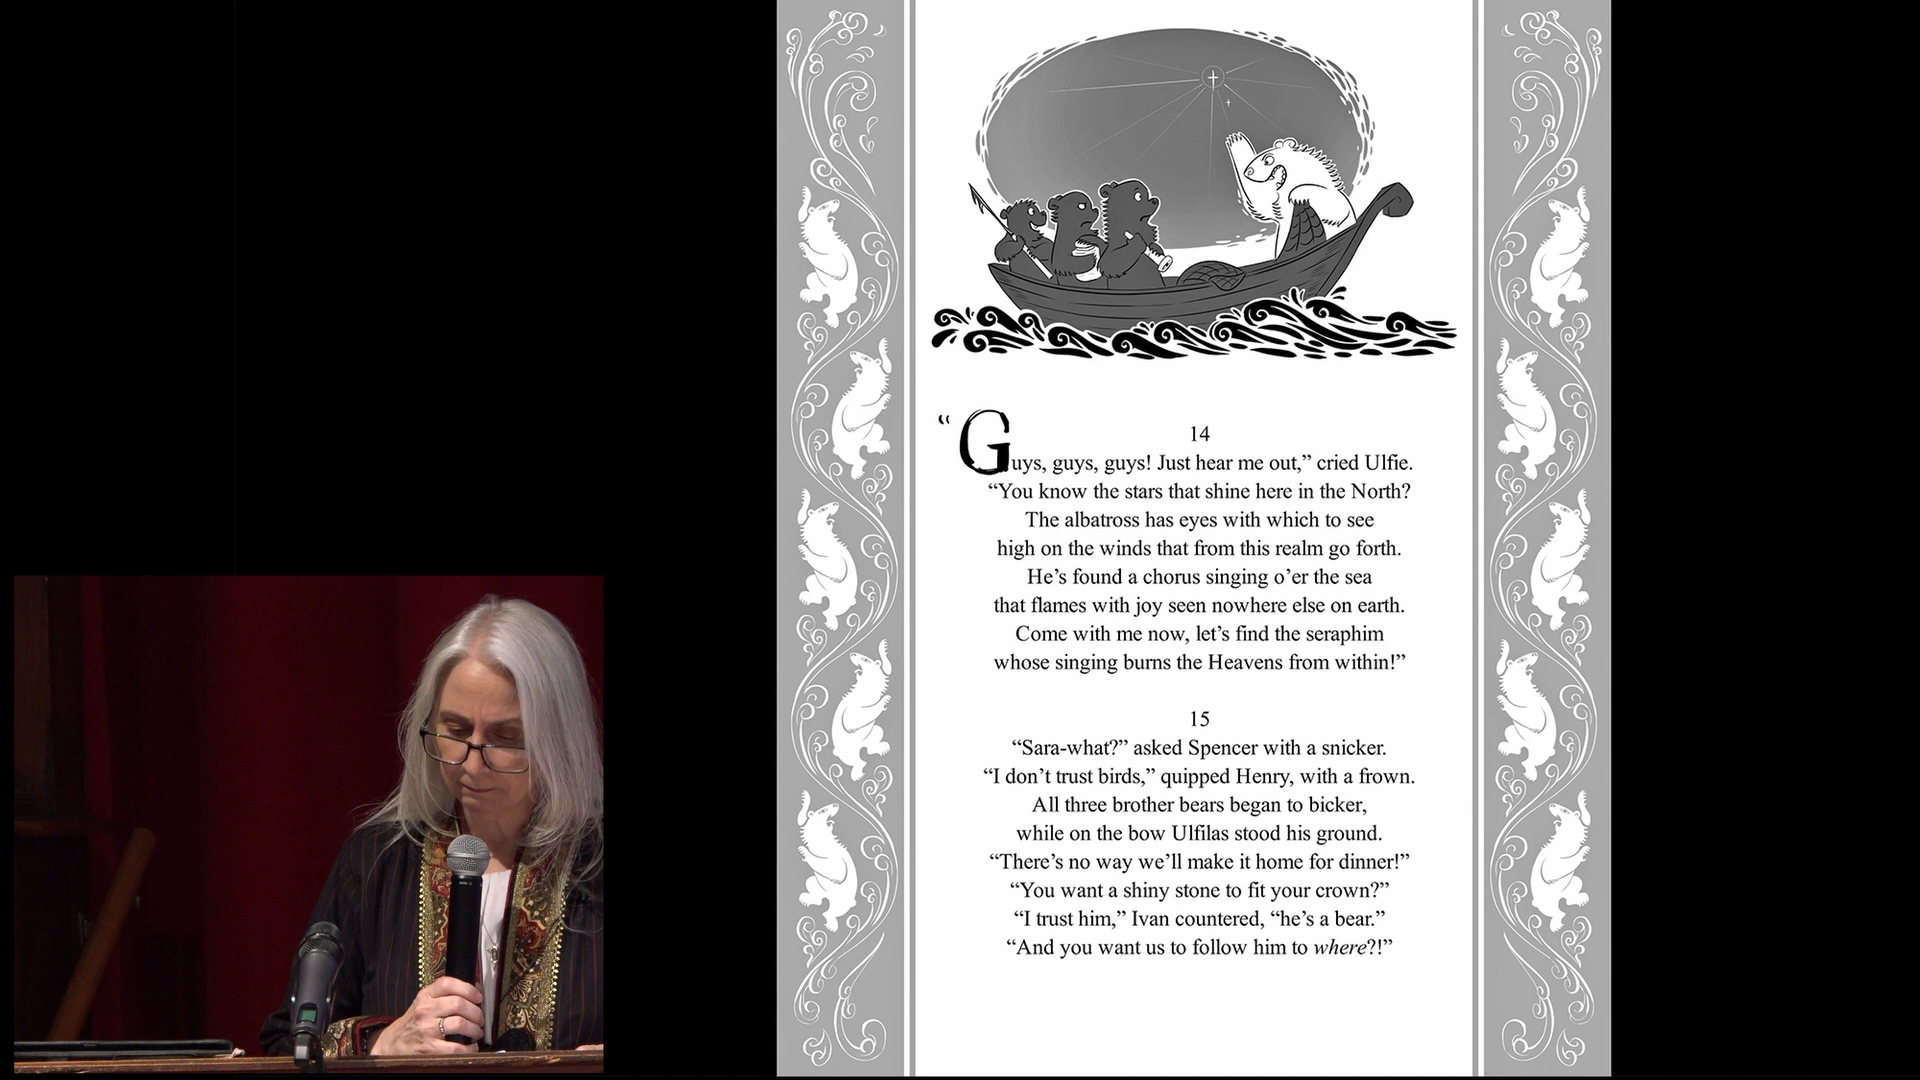 14
“Guys, guys, guys! Just hear me out,” cried Ulfie.
“You know the stars that shine here in the North?
The albatross has eyes with which to see
high on the winds that from this realm go forth.
He’s found a chorus singing o’er the sea
that flames with joy seen nowhere else on earth.
Come with me now, let’s find the seraphim
whose singing burns the Heavens from within!”
15
“Sara-what?” asked Spencer with a snicker.
“I don’t trust birds,” quipped Henry, with a frown.
All three brother bears began to bicker,
while on the bow Ulfilas stood his ground.
“There’s no way we’ll make it home for dinner!”
“You want a shiny stone to fit your crown?”
“I trust him,” Ivan countered, “he’s a bear.”
“And you want us to follow him to where?!”